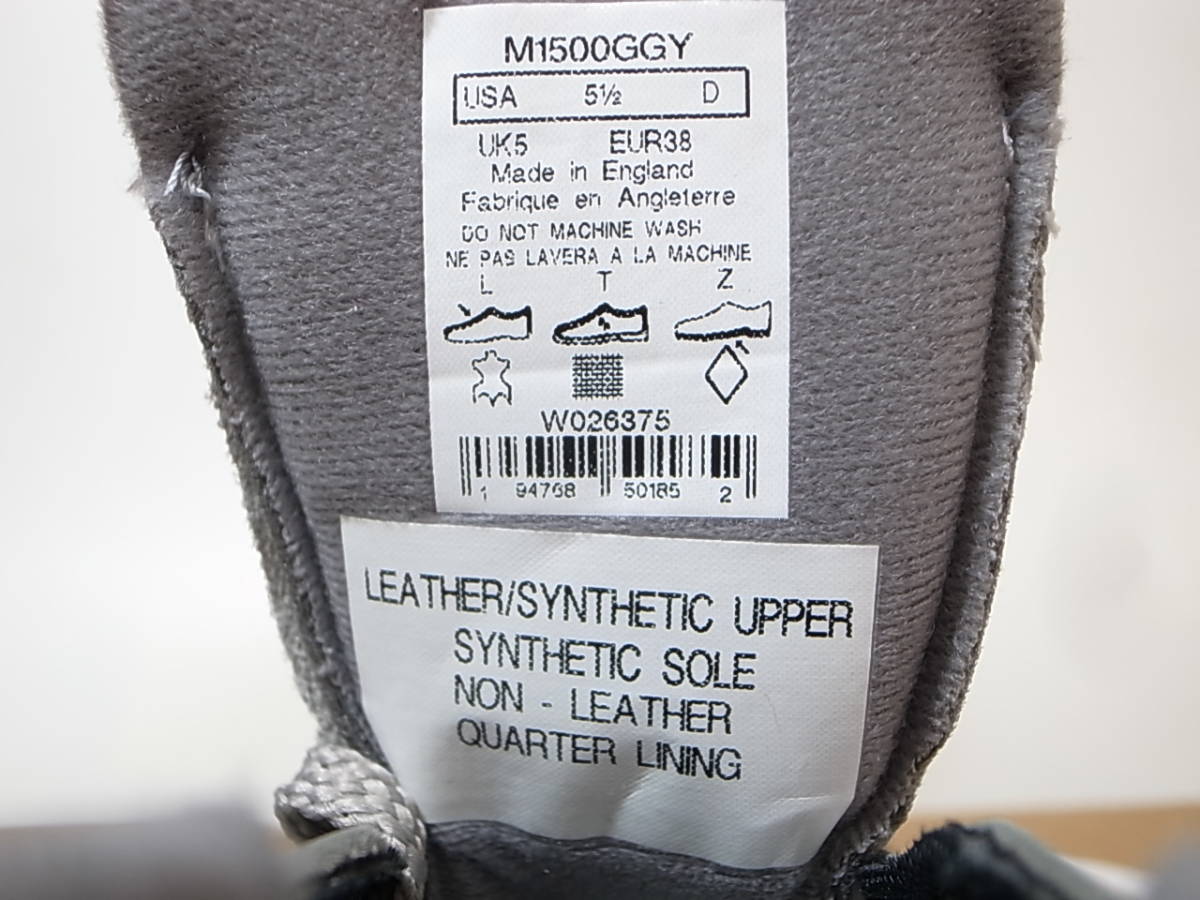 M1500GGY
USA 5½ D
UK5 EUR38
Made in England
Fabrique en Angleterre
DO NOT MACHINE WASH
NE PAS LAVERA A LA MACHINE
L T Z
W026375
1 94768 50185 2
LEATHER/SYNTHETIC UPPER
SYNTHETIC SOLE
NON - LEATHER
QUARTER LINING